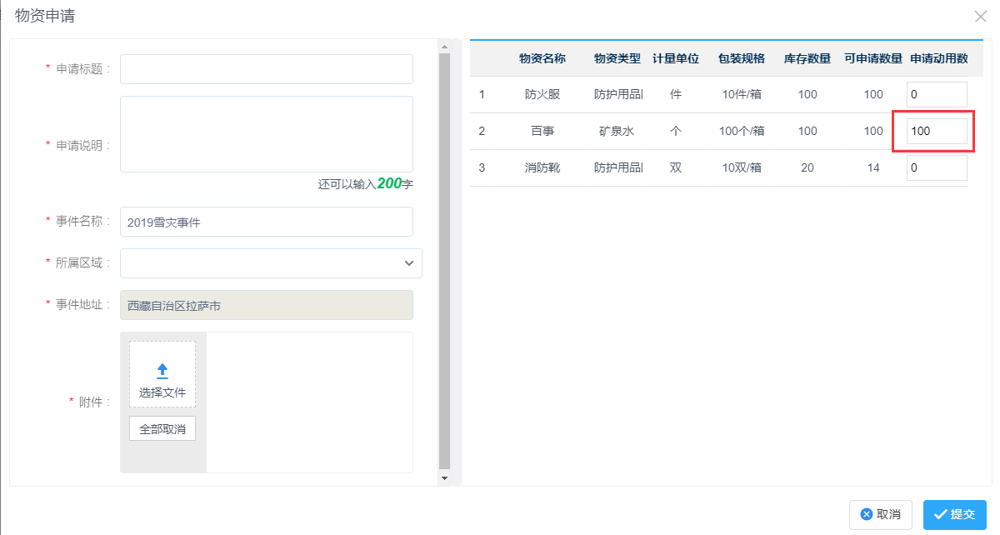 物资申请
* 申请标题：
* 申请说明：
还可以输入200字
* 事件名称： 2019雪灾事件
* 所属区域：
* 事件地址： 西藏自治区拉萨市
* 附件：
选择文件
全部取消
物资名称 物资类型 计量单位 包装规格 库存数量 可申请数量 申请动用数
1 防火服 防护用品 件 10件/箱 100 100 0
2 百事 矿泉水 个 100个/箱 100 100 100
3 消防靴 防护用品 双 10双/箱 20 14 0
取消 提交